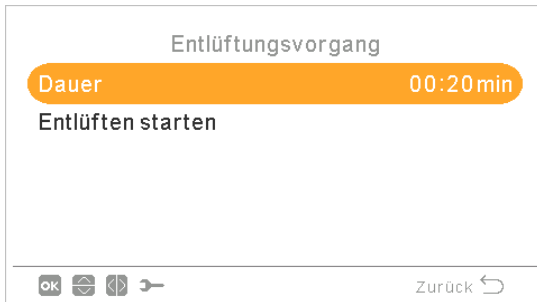 Entlüftungsvorgang
Dauer 00:20min
Entlüften starten
OK Zurück